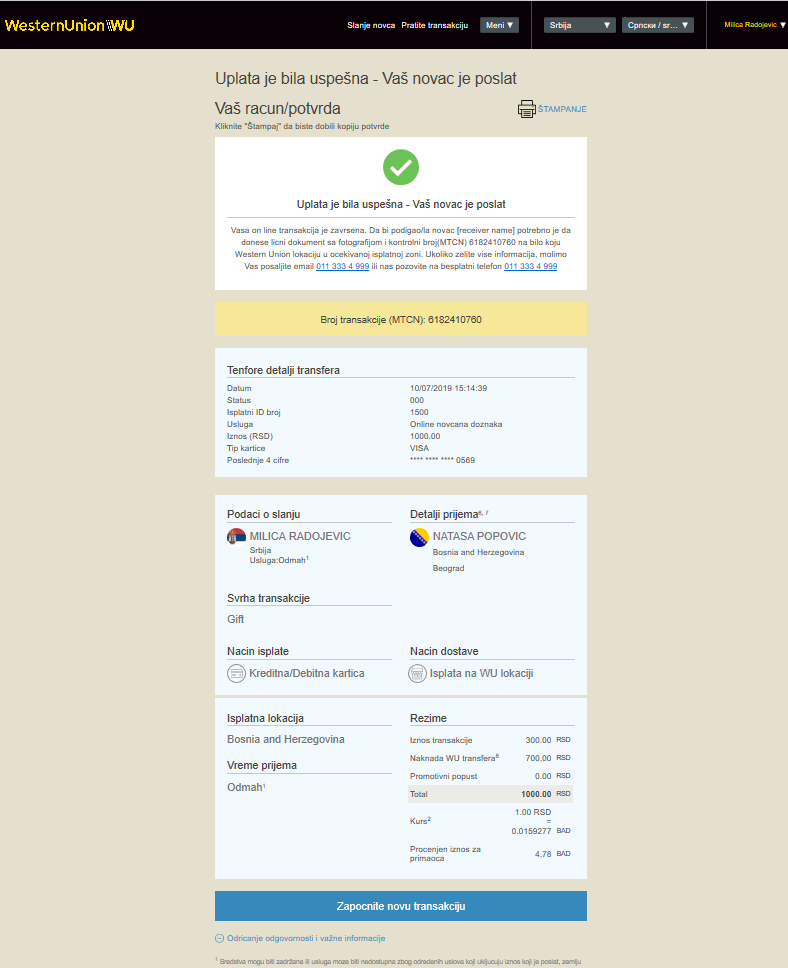 WesternUnion WU
Slanje novca Pratite transakciju Meni ▼ Srbija ▼ Српски / sr... ▼ Milica Radojevic ▼
Uplata je bila uspešna - Vaš novac je poslat
Vaš racun/potvrda
ŠTAMPANJE
Kliknite "Štampaj" da biste dobili kopiju potvrde
Uplata je bila uspešna - Vaš novac je poslat
Vasa on line transakcija je zavrsena. Da bi podigao/la novac [receiver name] potrebno je da
donese licni dokument sa fotografijom i kontrolni broj(MTCN) 6182410760 na bilo koju
Western Union lokaciju u ocekivanoj isplatnoj zoni. Ukoliko zelite vise informacija, molimo
Vas posaljite email 011 333 4 999 ili nas pozovite na besplatni telefon 011 333 4 999
Broj transakcije (MTCN): 6182410760
Tenfore detalji transfera
Datum 10/07/2019 15:14:39
Status 000
Isplatni ID broj 1500
Usluga Online novcana doznaka
Iznos (RSD) 1000.00
Tip kartice VISA
Poslednje 4 cifre **** **** **** 0569
Podaci o slanju
MILICA RADOJEVIC
Srbija
Usluga:Odmah1
Detalji prijema6, 7
NATASA POPOVIC
Bosnia and Herzegovina
Beograd
Svrha transakcije
Gift
Nacin isplate
Kreditna/Debitna kartica
Nacin dostave
Isplata na WU lokaciji
Isplatna lokacija
Bosnia and Herzegovina
Vreme prijema
Odmah1
Rezime
Iznos transakcije 300.00 RSD
Naknada WU transfera8 700.00 RSD
Promotivni popust 0.00 RSD
Total 1000.00 RSD
Kurs2 1.00 RSD
=
0.0159277 BAD
Procenjen iznos za
primaoca 4.78 BAD
Zapocnite novu transakciju
Odricanje odgovornosti i važne informacije
1 Sredstva mogu biti zadržana ili usluga moze biti nedostupna zbog odredenih uslova koji ukljucuju iznos koji je poslat, zemlju